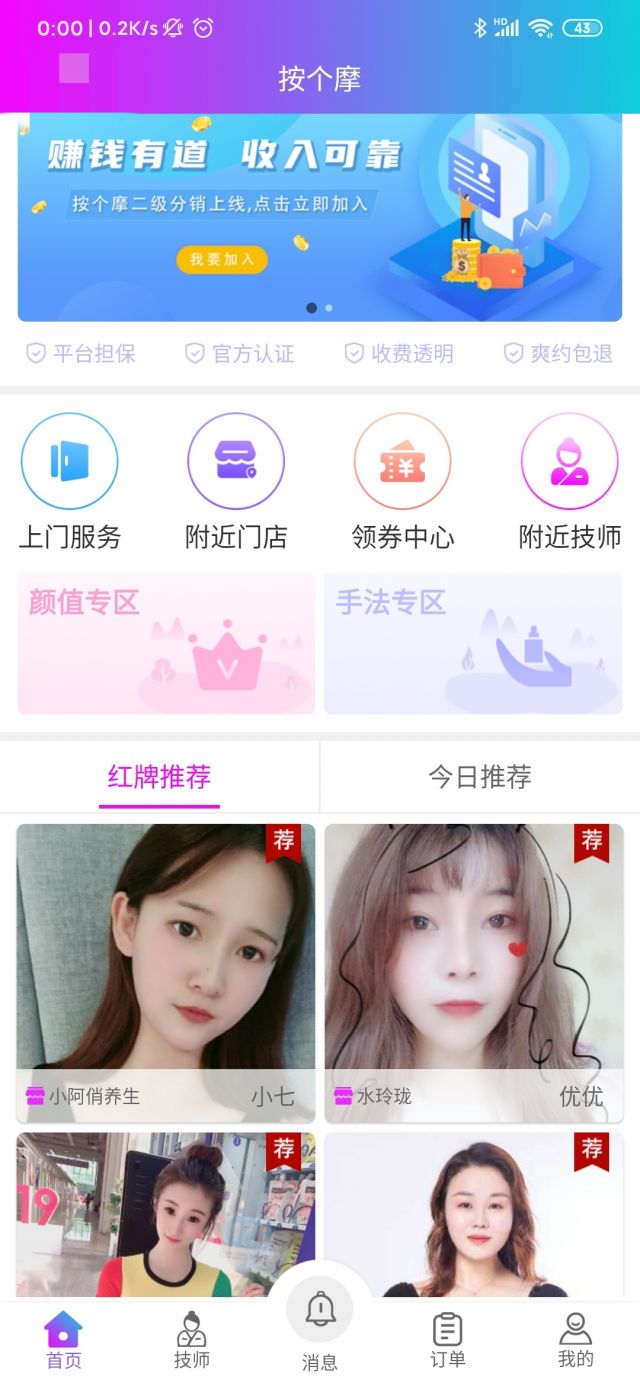 0:00 | 0.2K/s
HD
43
按个摩
赚钱有道 收入可靠
按个摩二级分销上线,点击立即加入
我要加入
平台担保 官方认证 收费透明 爽约包退
上门服务 附近门店 领券中心 附近技师
颜值专区 手法专区
红牌推荐 今日推荐
荐 荐
小阿俏养生 小七 水玲珑 优优
荐 荐
19
首页 技师 消息 订单 我的